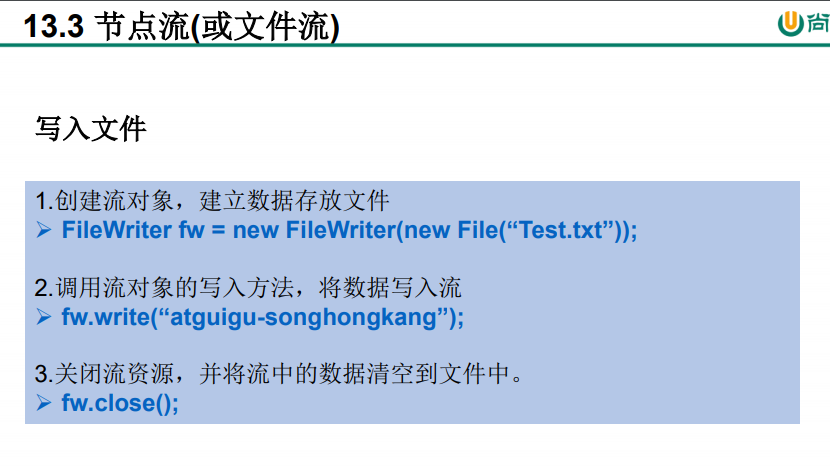 13.3 节点流(或文件流)
尚
写入文件
1.创建流对象，建立数据存放文件
➢ FileWriter fw = new FileWriter(new File(“Test.txt”));
2.调用流对象的写入方法，将数据写入流
➢ fw.write(“atguigu-songhongkang”);
3.关闭流资源，并将流中的数据清空到文件中。
➢ fw.close();